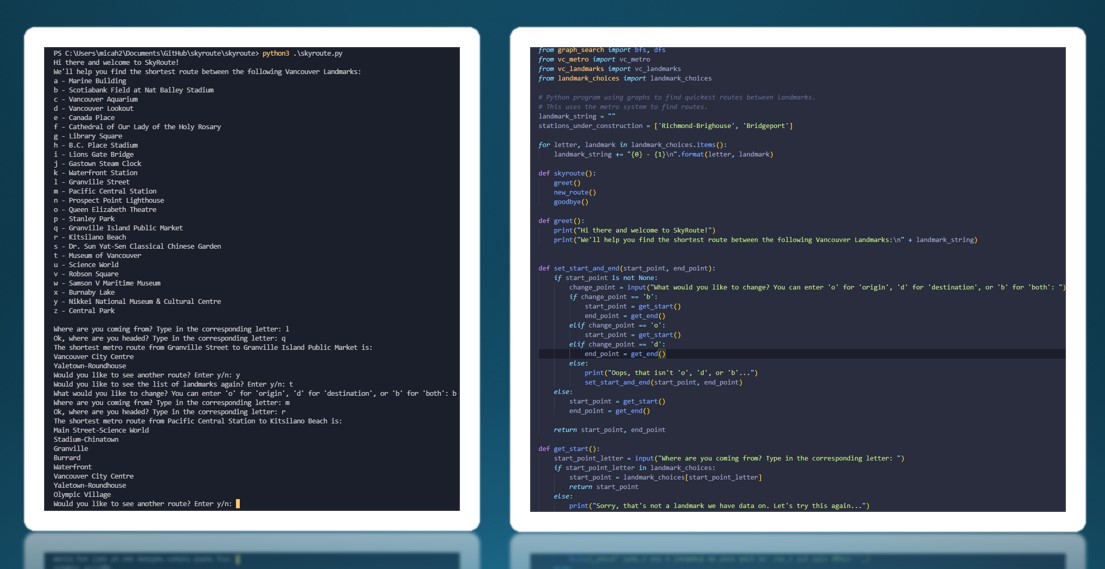 PS C:\Users\micah2\Documents\GitHub\skyroute\skyroute> python3 .\skyroute.py
Hi there and welcome to SkyRoute!
We'll help you find the shortest route between the following Vancouver Landmarks:
a - Marine Building
b - Scotiabank Field at Nat Bailey Stadium
c - Vancouver Aquarium
d - Vancouver Lookout
e - Canada Place
f - Cathedral of Our Lady of the Holy Rosary
g - Library Square
h - B.C. Place Stadium
i - Lions Gate Bridge
j - Gastown Steam Clock
k - Waterfront Station
l - Granville Street
m - Pacific Central Station
n - Prospect Point Lighthouse
o - Queen Elizabeth Theatre
p - Stanley Park
q - Granville Island Public Market
r - Kitsilano Beach
s - Dr. Sun Yat-Sen Classical Chinese Garden
t - Museum of Vancouver
u - Science World
v - Robson Square
w - Samson V Maritime Museum
x - Burnaby Lake
y - Nikkei National Museum & Cultural Centre
z - Central Park
Where are you coming from? Type in the corresponding letter: l
Ok, where are you headed? Type in the corresponding letter: q
The shortest metro route from Granville Street to Granville Island Public Market is:
Vancouver City Centre
Yaletown-Roundhouse
Would you like to see another route? Enter y/n: y
Would you like to see the list of landmarks again? Enter y/n: t
What would you like to change? You can enter 'o' for 'origin', 'd' for 'destination', or 'b' for 'both': b
Where are you coming from? Type in the corresponding letter: m
Ok, where are you headed? Type in the corresponding letter: r
The shortest metro route from Pacific Central Station to Kitsilano Beach is:
Main Street-Science World
Stadium-Chinatown
Granville
Burrard
Waterfront
Vancouver City Centre
Yaletown-Roundhouse
Olympic Village
Would you like to see another route? Enter y/n:
from graph_search import bfs, dfs
from vc_metro import vc_metro
from vc_landmarks import vc_landmarks
from landmark_choices import landmark_choices
# Python program using graphs to find quickest routes between landmarks.
# This uses the metro system to find routes.
landmark_string = ""
stations_under_construction = ['Richmond-Brighouse', 'Bridgeport']
for letter, landmark in landmark_choices.items():
    landmark_string += "{0} - {1}\n".format(letter, landmark)
def skyroute():
    greet()
    new_route()
    goodbye()
def greet():
    print("Hi there and welcome to SkyRoute!")
    print("We'll help you find the shortest route between the following Vancouver Landmarks:\n" + landmark_string)
def set_start_and_end(start_point, end_point):
    if start_point is not None:
        change_point = input("What would you like to change? You can enter 'o' for 'origin', 'd' for 'destination', or 'b' for 'both': ")
        if change_point == 'b':
            start_point = get_start()
            end_point = get_end()
        elif change_point == 'o':
            start_point = get_start()
        elif change_point == 'd':
            end_point = get_end()
        else:
            print("Oops, that isn't 'o', 'd', or 'b'...")
            set_start_and_end(start_point, end_point)
    else:
        start_point = get_start()
        end_point = get_end()
    return start_point, end_point
def get_start():
    start_point_letter = input("Where are you coming from? Type in the corresponding letter: ")
    if start_point_letter in landmark_choices:
        start_point = landmark_choices[start_point_letter]
        return start_point
    else:
        print("Sorry, that's not a landmark we have data on. Let's try this again...")